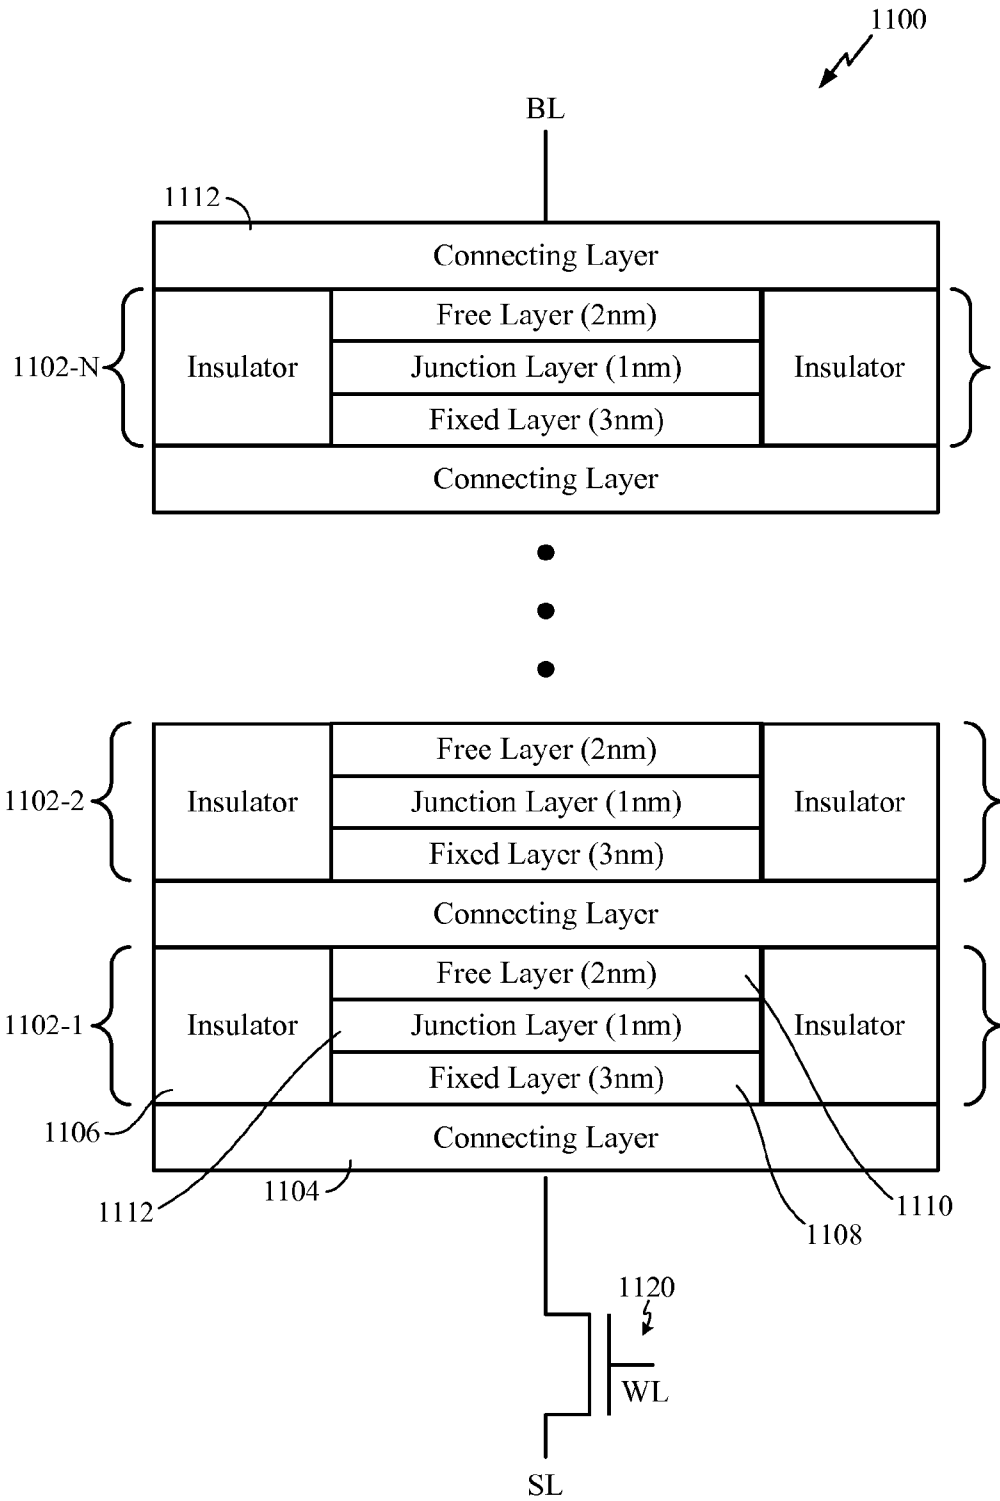 1100
BL
1112
Connecting Layer
Free Layer (2nm)
1102-N
Insulator
Junction Layer (1nm)
Insulator
Fixed Layer (3nm)
Connecting Layer
Free Layer (2nm)
1102-2
Insulator
Junction Layer (1nm)
Insulator
Fixed Layer (3nm)
Connecting Layer
Free Layer (2nm)
1102-1
Insulator
Junction Layer (1nm)
Insulator
Fixed Layer (3nm)
1106
Connecting Layer
1104
1112
1110
1108
1120
WL
SL